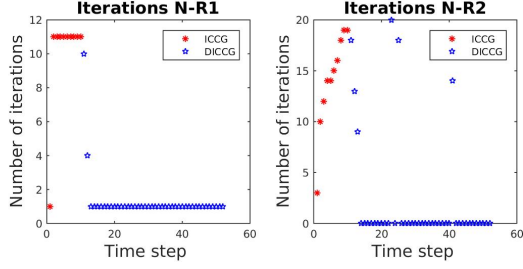 Iterations N-R1
Number of iterations
12
10
8
6
4
2
0
0
20
40
60
Time step
ICCG
DICCG
Iterations N-R2
Number of iterations
20
15
10
5
0
0
20
40
60
Time step
ICCG
DICCG